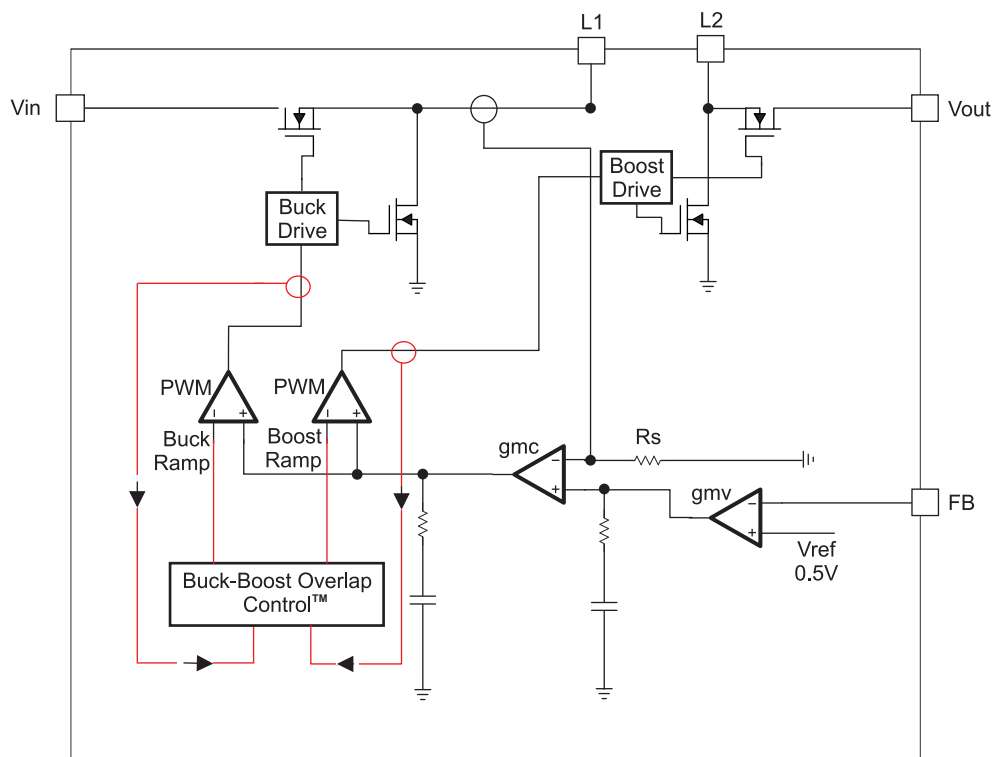 L1
L2
Vin
Vout
Buck
Drive
Boost
Drive
PWM
PWM
Buck
Ramp
Boost
Ramp
gmc
Rs
gmv
FB
Vref
0.5V
Buck-Boost Overlap
Control™